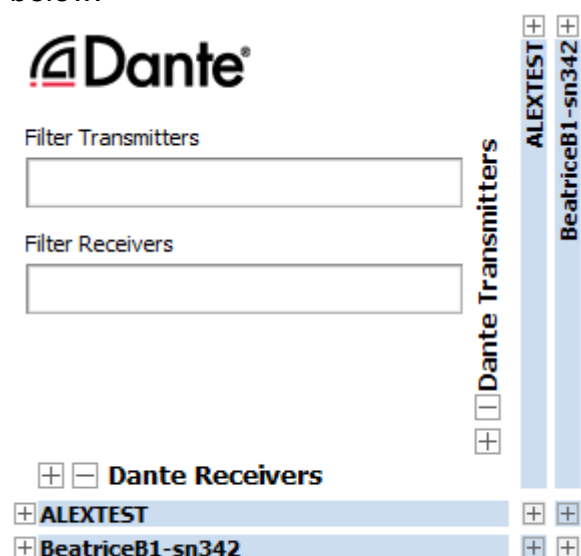 Dante®
Filter Transmitters
Filter Receivers
Dante Transmitters
ALEXTEST
BeatriceB1-sn342
Dante Receivers
ALEXTEST
BeatriceB1-sn342